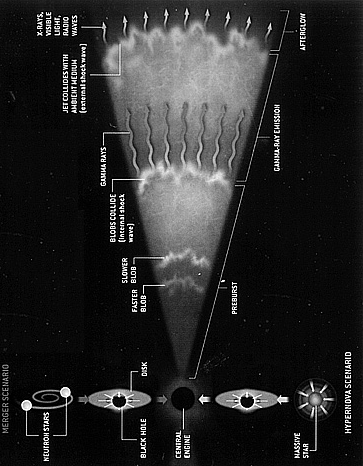 MERGER SCENARIO
NEUTRON STARS
BLACK HOLE
DISK
CENTRAL
ENGINE
MASSIVE
STAR
HYPERNOVA SCENARIO
FASTER
BLOB
SLOWER
BLOB
BLOBS COLLIDE
(internal shock
wave)
GAMMA RAYS
JET COLLIDES WITH
AMBIENT MEDIUM
(external shock wave)
X-RAYS,
VISIBLE
LIGHT,
RADIO
WAVES
PREBURST
GAMMA-RAY EMISSION
AFTERGLOW